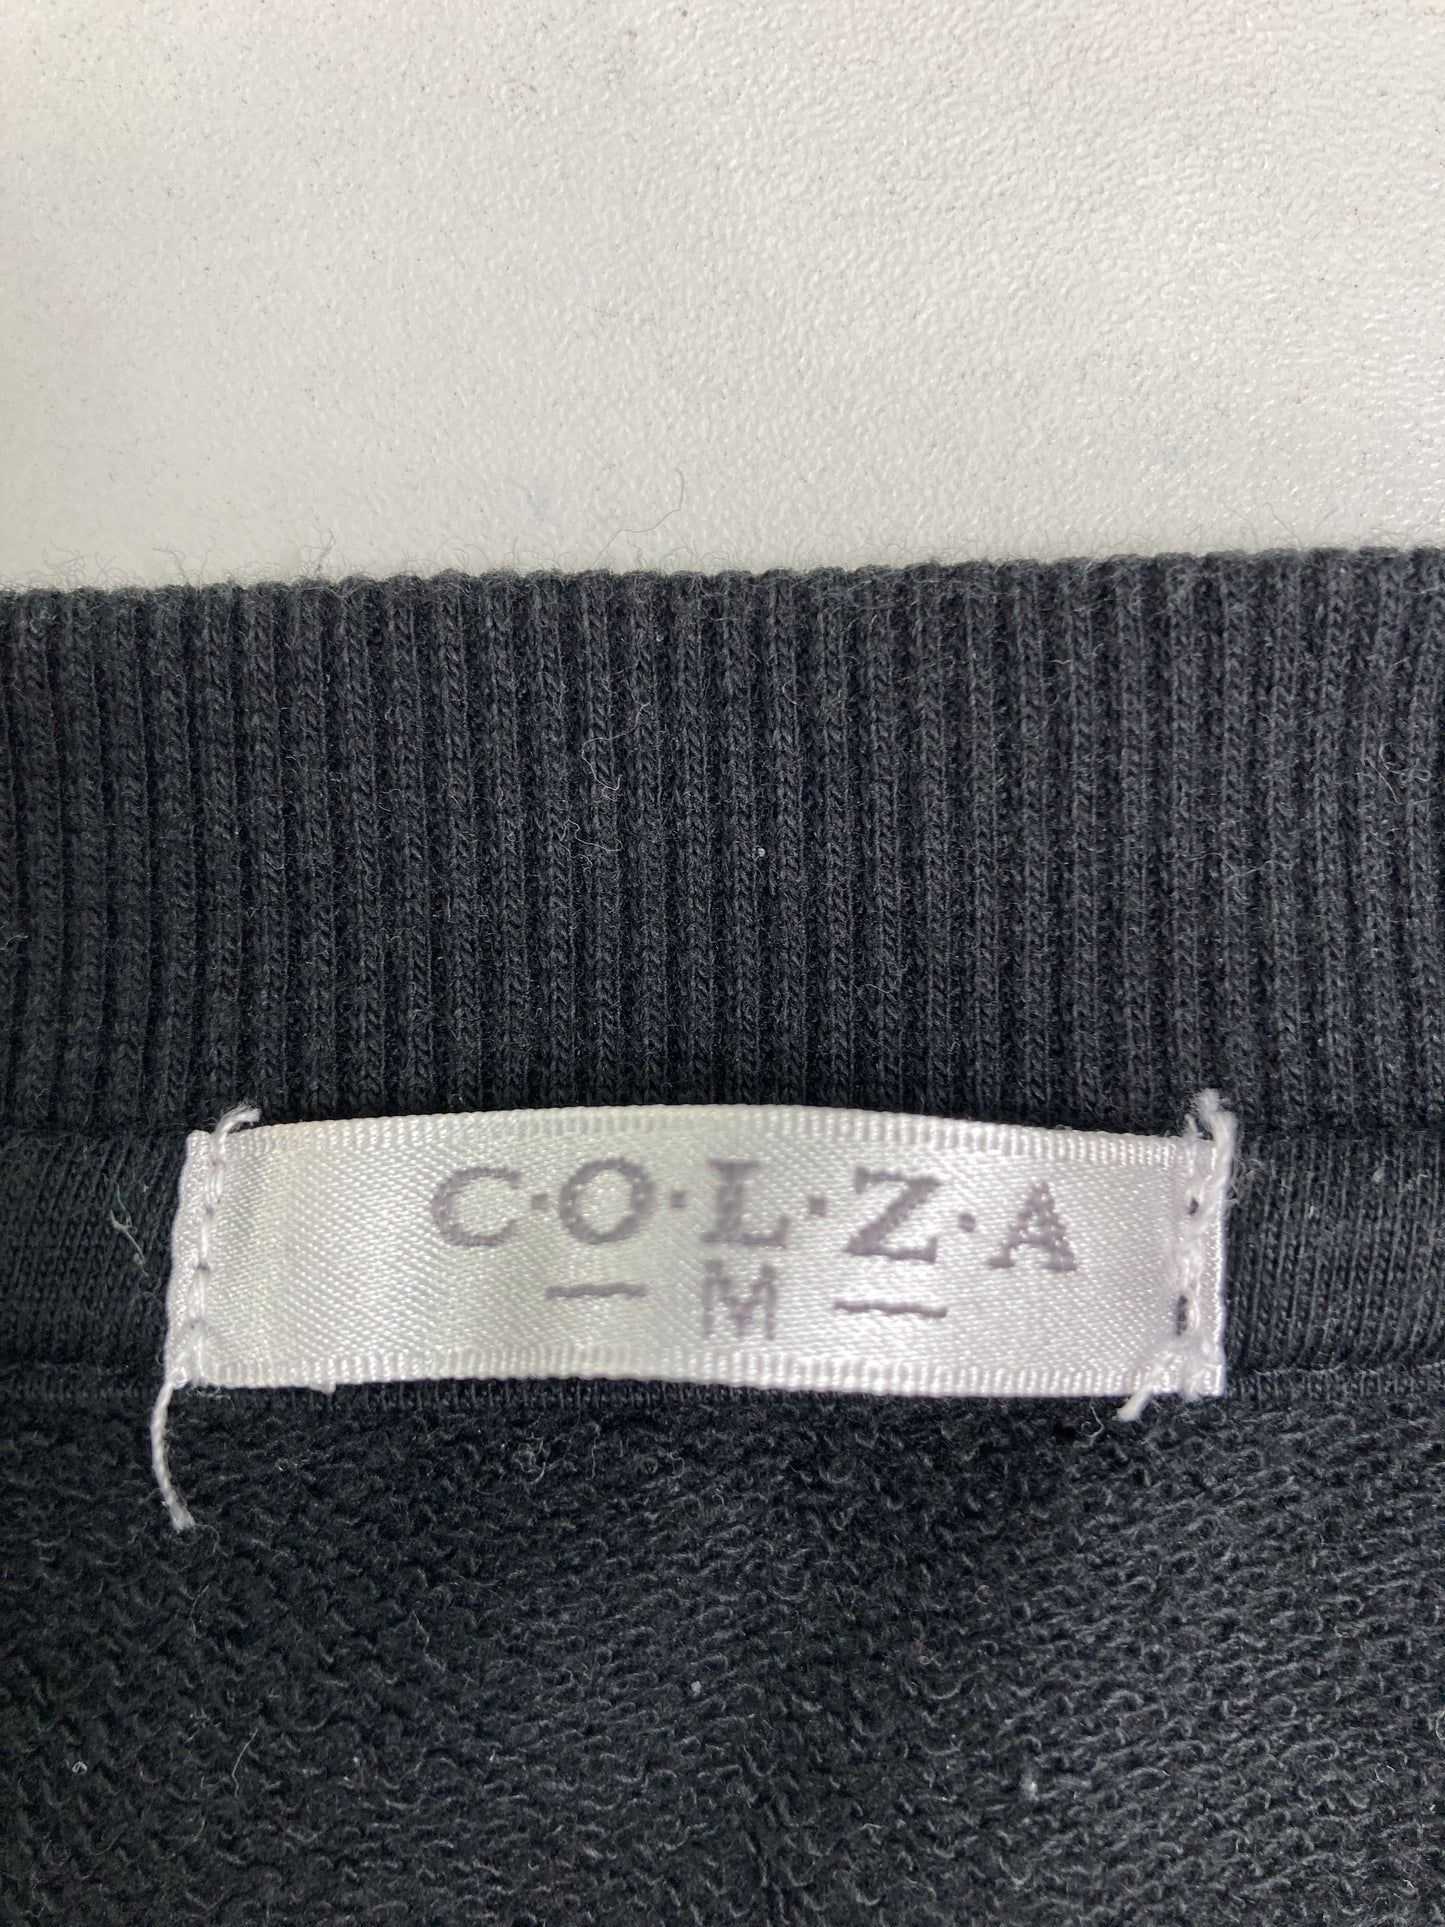 C·O·L·Z·A
— M —